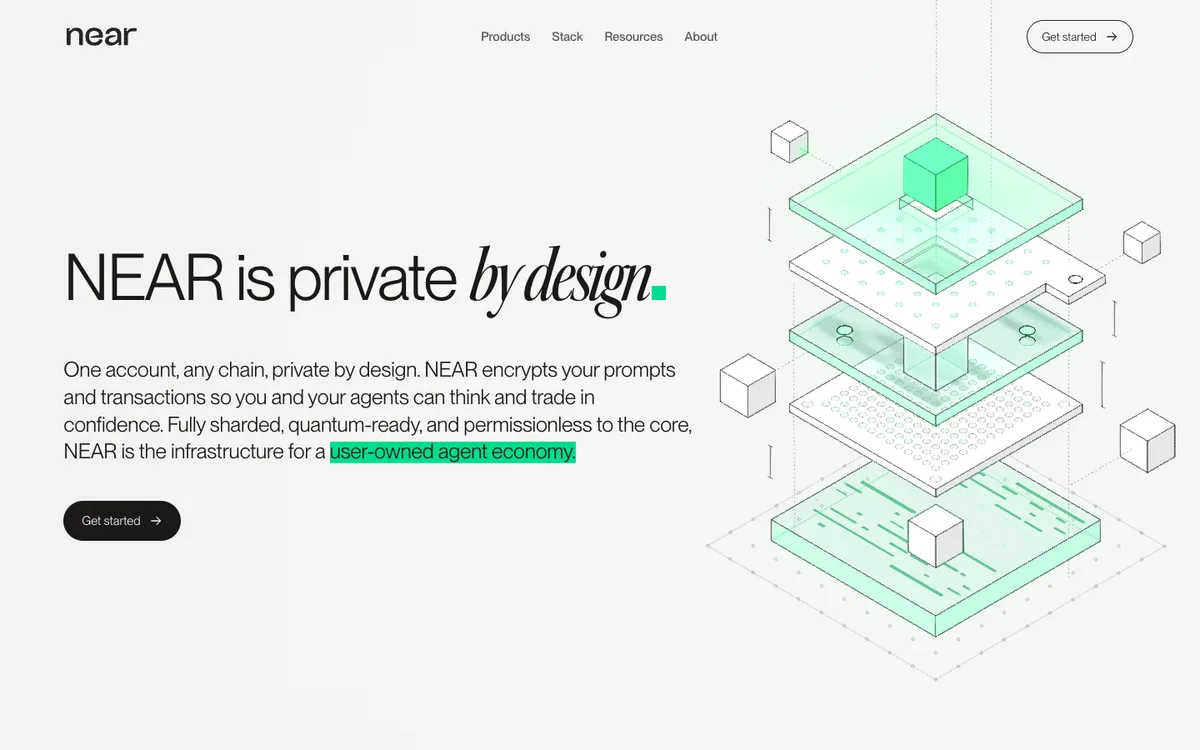 near
Products
Stack
Resources
About
Get started
NEAR is private by design.
One account, any chain, private by design. NEAR encrypts your prompts
and transactions so you and your agents can think and trade in
confidence. Fully sharded, quantum-ready, and permissionless to the core,
NEAR is the infrastructure for a user-owned agent economy.
Get started